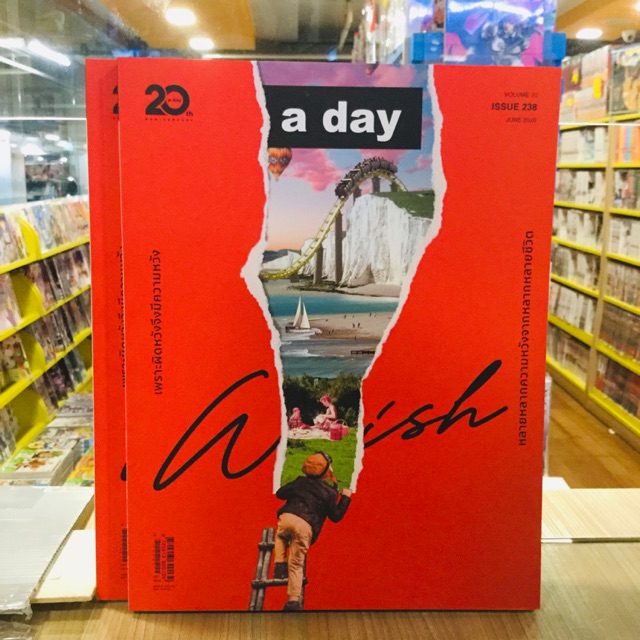 20th
a day
VOLUME 21
ISSUE 238
JUNE 2020
เพราะผิดหวังจึงมีความหวัง
หลายหลากความหวังจากหลากหลายชีวิต
Wish